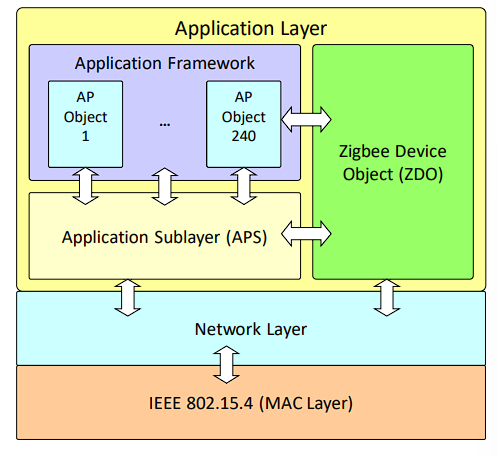 Application Layer
Application Framework
AP
Object
1
...
AP
Object
240
Zigbee Device
Object (ZDO)
Application Sublayer (APS)
Network Layer
IEEE 802.15.4 (MAC Layer)